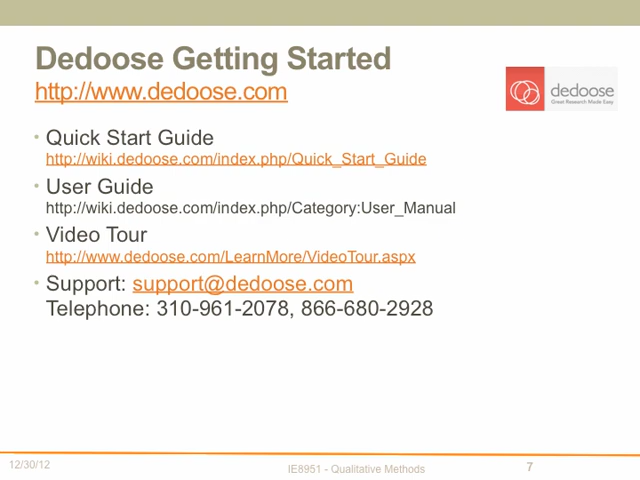 Dedoose Getting Started
http://www.dedoose.com
dedoose
Great Research Made Easy
• Quick Start Guide
http://wiki.dedoose.com/index.php/Quick_Start_Guide
• User Guide
http://wiki.dedoose.com/index.php/Category:User_Manual
• Video Tour
http://www.dedoose.com/LearnMore/VideoTour.aspx
• Support: support@dedoose.com
Telephone: 310-961-2078, 866-680-2928
12/30/12
IE8951 - Qualitative Methods
7